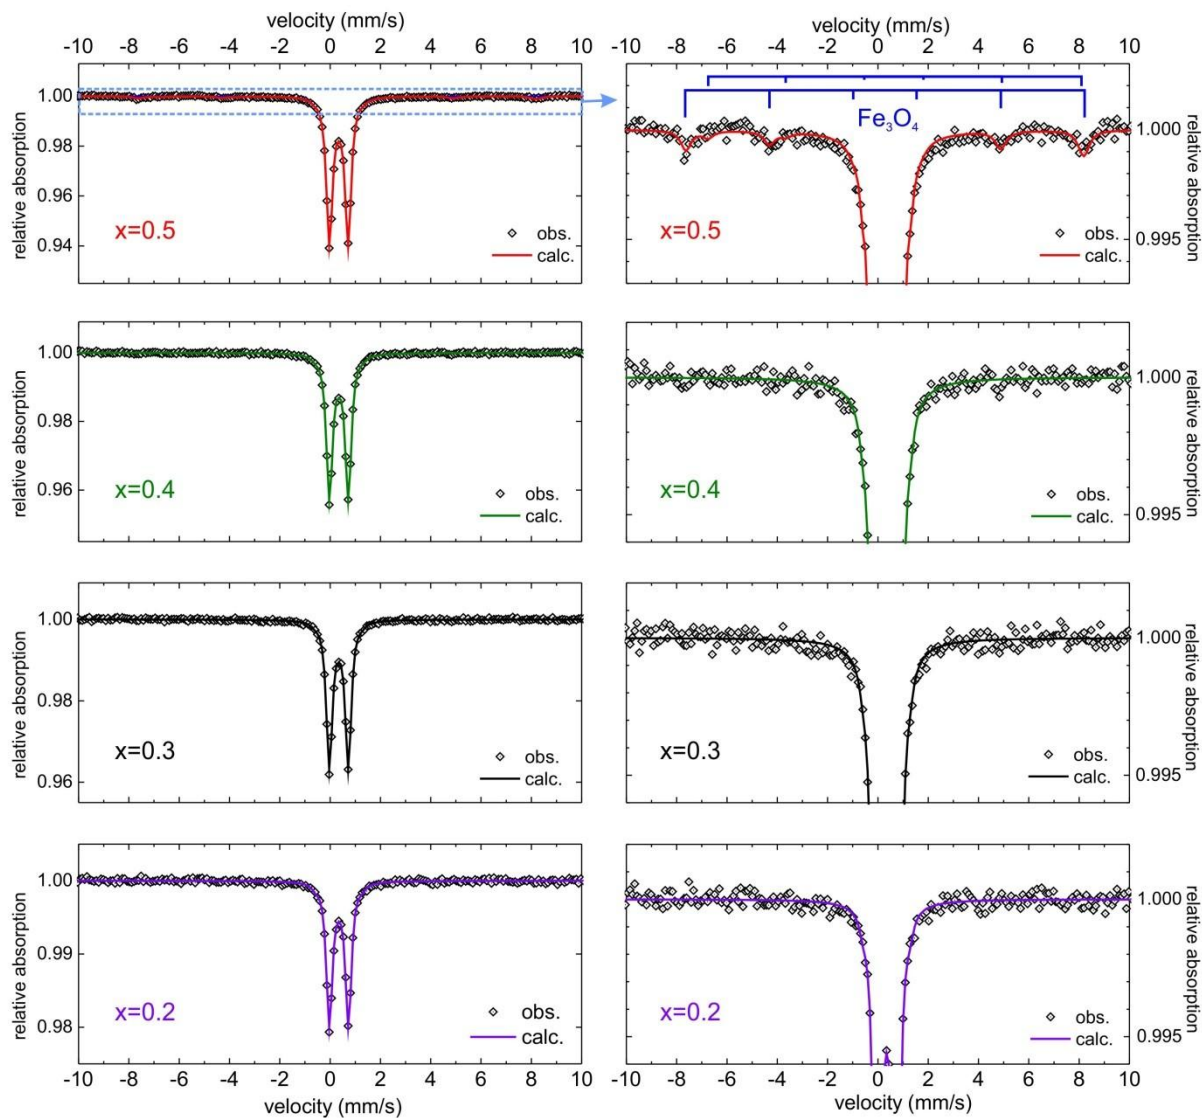 velocity (mm/s)
-10 -8 -6 -4 -2 0 2 4 6 8 10
relative absorption
1.00
0.98
0.96
0.94
x=0.5
obs.
calc.
velocity (mm/s)
-10 -8 -6 -4 -2 0 2 4 6 8 10
Fe3O4
x=0.5
obs.
calc.
1.000
0.995
relative absorption
relative absorption
1.00
0.98
0.96
x=0.4
obs.
calc.
x=0.4
obs.
calc.
1.000
0.995
relative absorption
relative absorption
1.00
0.98
0.96
x=0.3
obs.
calc.
x=0.3
obs.
calc.
1.000
0.995
relative absorption
relative absorption
1.00
0.99
0.98
x=0.2
obs.
calc.
-10 -8 -6 -4 -2 0 2 4 6 8 10
velocity (mm/s)
x=0.2
obs.
calc.
1.000
0.995
relative absorption
-10 -8 -6 -4 -2 0 2 4 6 8 10
velocity (mm/s)